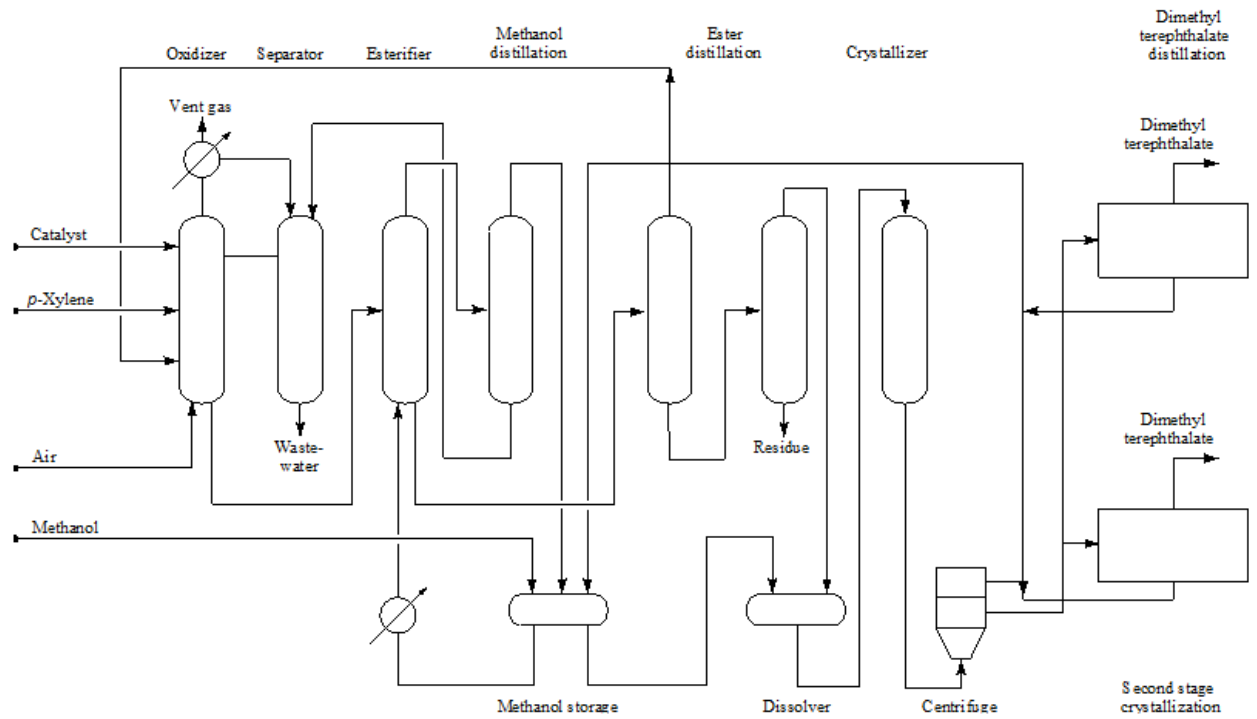 Dimethyl
terephthalate
distillation
Methanol
distillation
Ester
distillation
Oxidizer
Separator
Esterifier
Crystallizer
Vent gas
Dimethyl
terephthalate
Catalyst
p-Xylene
Air
Waste-
water
Residue
Dimethyl
terephthalate
Methanol
Methanol storage
Dissolver
Centrifuge
Second stage
crystallization